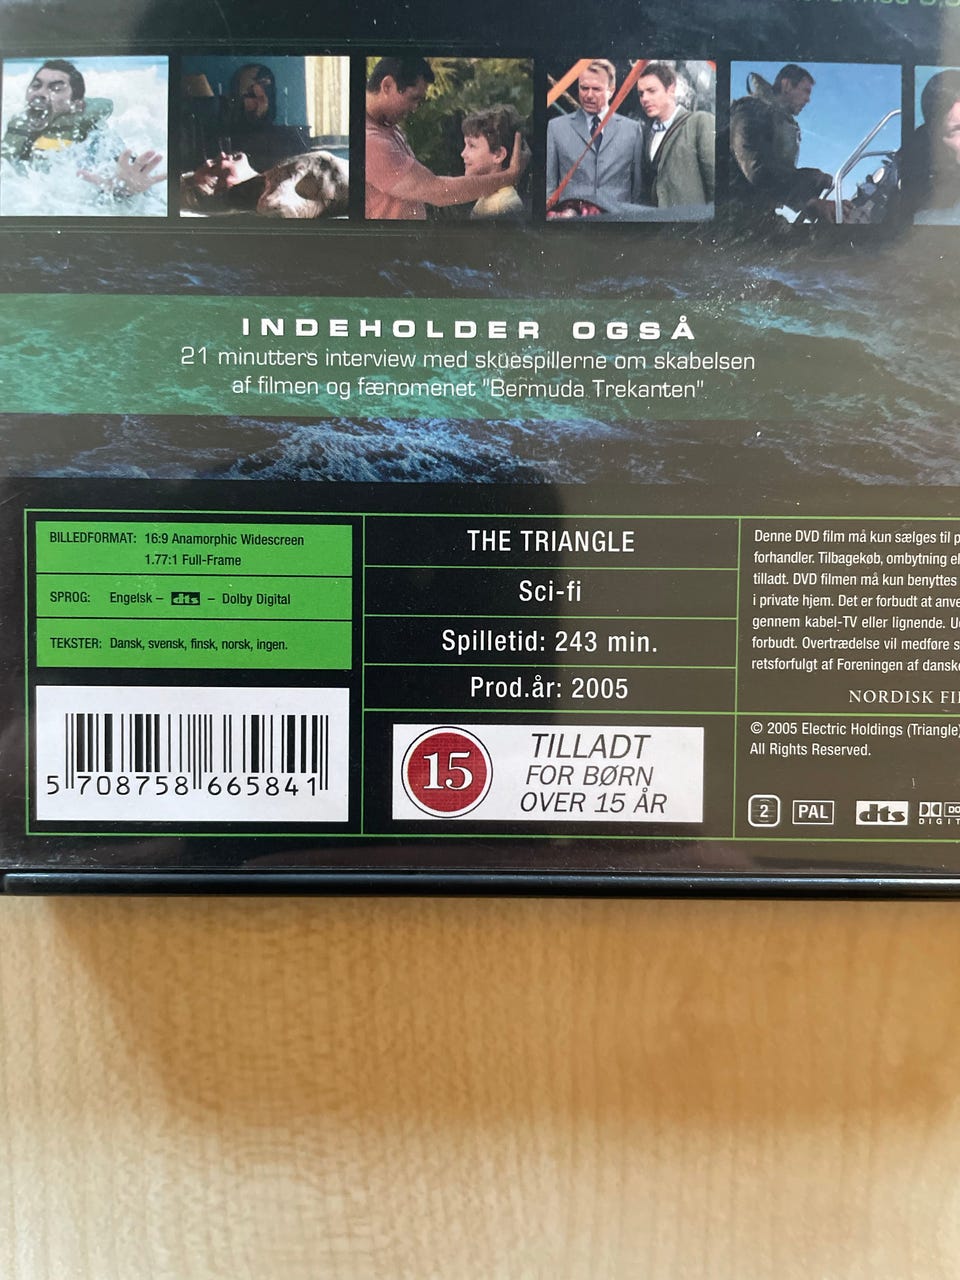 INDEHOLDER OGSÅ
21 minutters interview med skuespillerne om skabelsen
af filmen og fænomenet "Bermuda Trekanten"
BILLEDFORMAT: 16:9 Anamorphic Widescreen
1.77:1 Full-Frame
SPROG: Engelsk – dts – Dolby Digital
TEKSTER: Dansk, svensk, finsk, norsk, ingen.
5 708758 665841
THE TRIANGLE
Sci-fi
Spilletid: 243 min.
Prod.år: 2005
15
TILLADT
FOR BØRN
OVER 15 ÅR
Denne DVD film må kun sælges til
forhandler. Tilbagekøb, ombytning
tilladt. DVD filmen må kun benyttes
i private hjem. Det er forbudt at
gennem kabel-TV eller lignende.
forbudt. Overtrædelse vil medføre
retsforfulgt af Foreningen af
NORDISK
© 2005 Electric Holdings (Triangle)
All Rights Reserved.
2 PAL dts